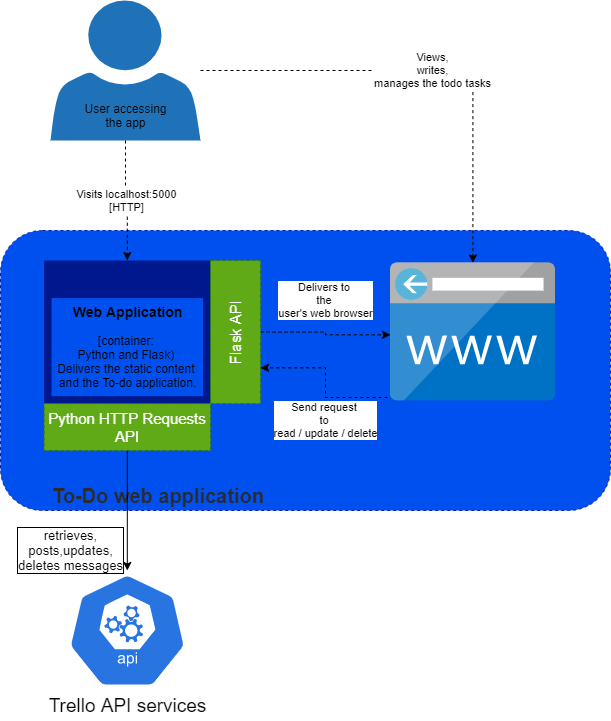 User accessing
the app
Views,
writes,
manages the todo tasks
Visits localhost:5000
[HTTP]
Web Application
[container:
Python and Flask)
Delivers the static content
and the To-do application.
Flask API
Python HTTP Requests
API
Delivers to
the
user's web browser
Send request
to
read / update / delete
WWW
To-Do web application
retrieves,
posts,updates,
deletes messages
api
Trello API services